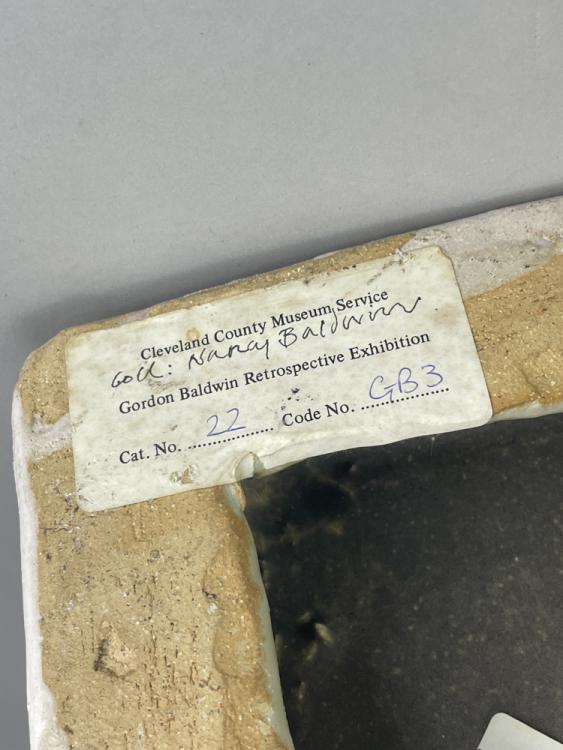 Cleveland County Museum Service
Coll: Nancy Baldwin
Gordon Baldwin Retrospective Exhibition
Cat. No. 22 Code No. GB3